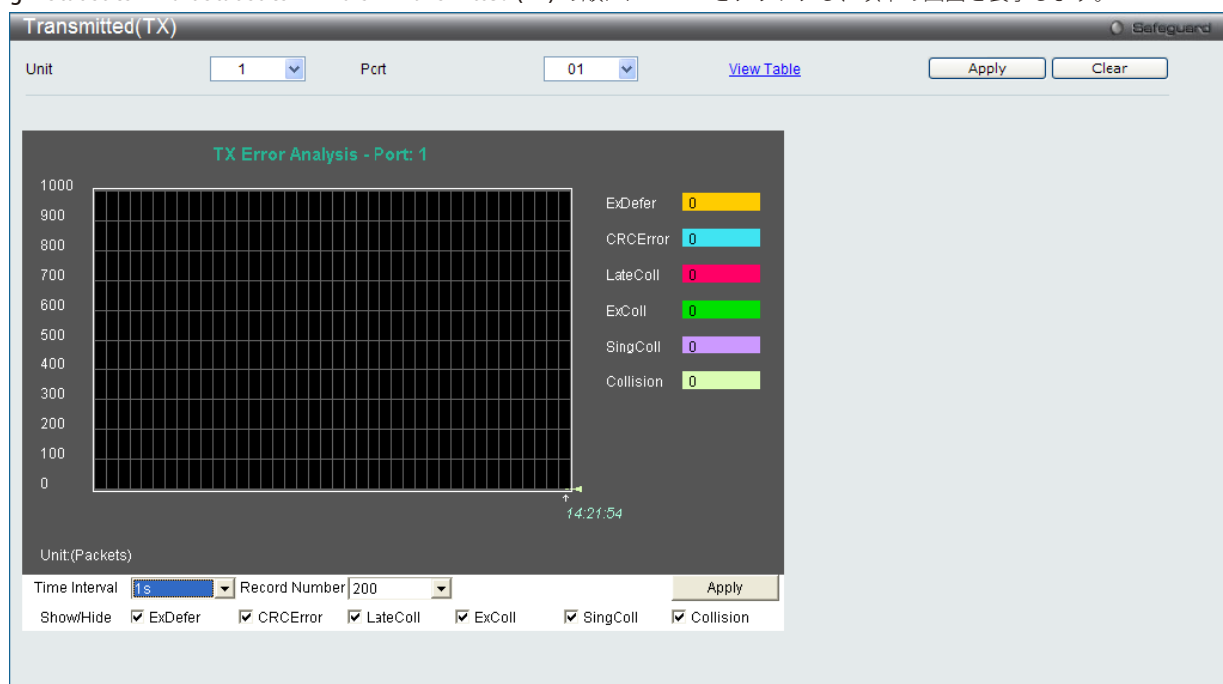 Transmitted(TX)
Safeguard
Unit 1 Port 01 View Table Apply Clear
TX Error Analysis - Port: 1
1000
900
800
700
600
500
400
300
200
100
0
ExDefer 0
CRCError 0
LateColl 0
ExColl 0
SingColl 0
Collision 0
14:21:54
Unit:(Packets)
Time Interval 1s Record Number 200 Apply
Show/Hide ExDefer CRCError LateColl ExColl SingColl Collision